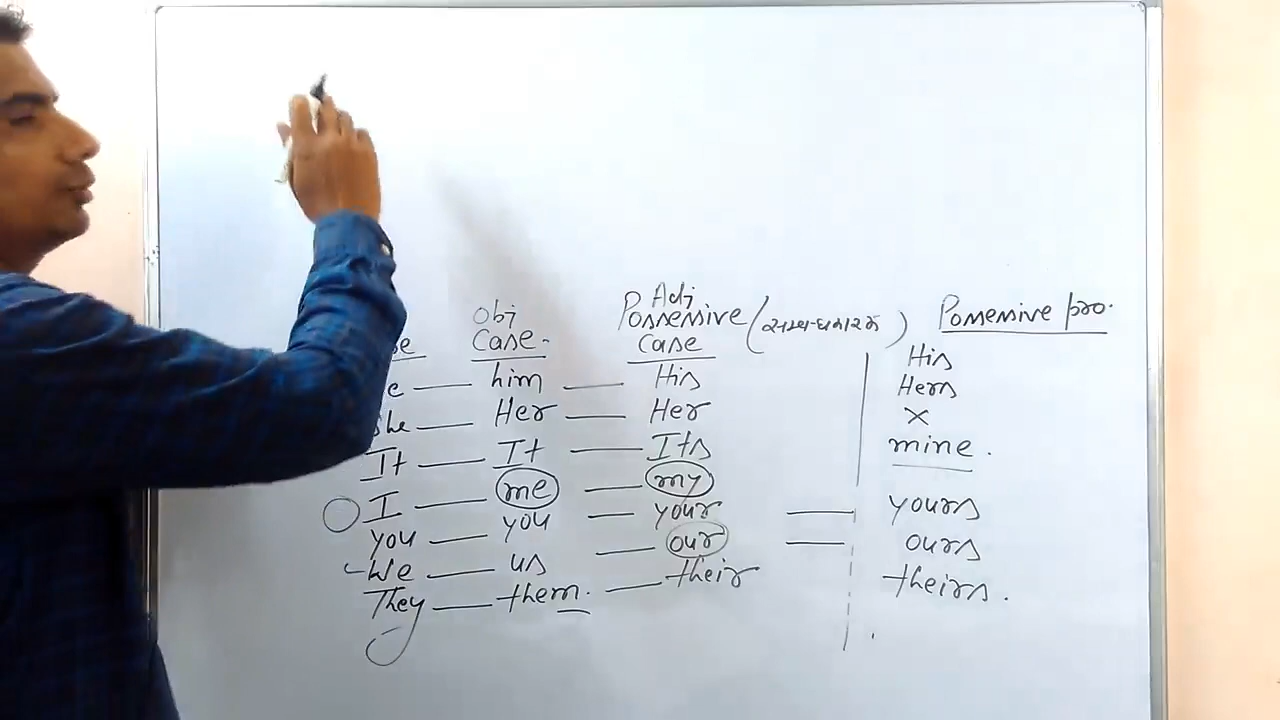 Obj Adj
Case. Possessive Case Possessive pro.
him His His
she Her Her Hers
It It Its ×
I me my mine.
you you your yours
We us our ours
They them. their theirs.